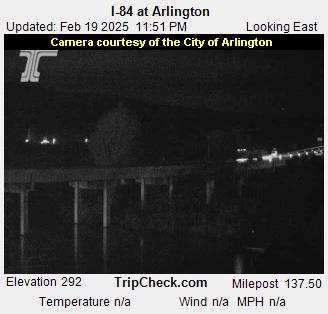 I-84 at Arlington
Updated: Feb 19 2025 11:51 PM Looking East
Camera courtesy of the City of Arlington
Elevation 292 TripCheck.com Milepost 137.50
Temperature n/a Wind n/a MPH n/a